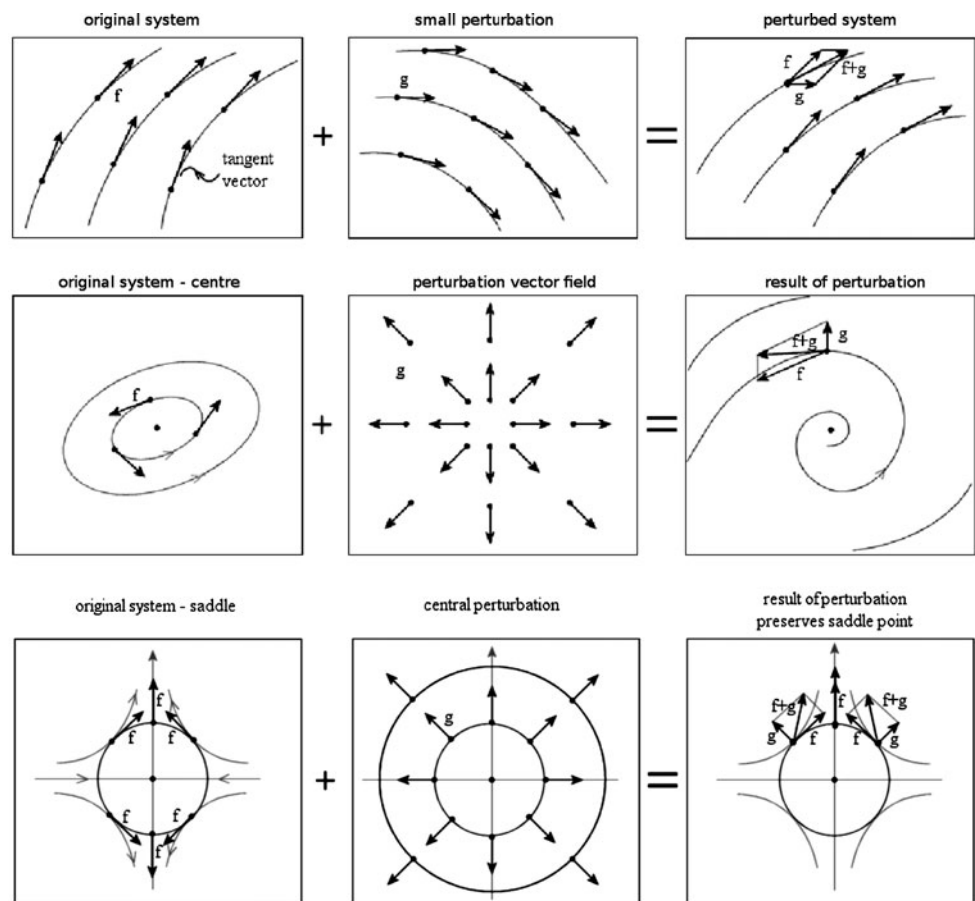 original system
small perturbation
perturbed system
f
tangent
vector
+
g
=
f
f+g
g
original system - centre
perturbation vector field
result of perturbation
f
+
g
=
f+g
g
f
original system - saddle
central perturbation
result of perturbation
preserves saddle point
f
f
f
f
f
f
+
g
=
f+g
f
f+g
g
f
f
g